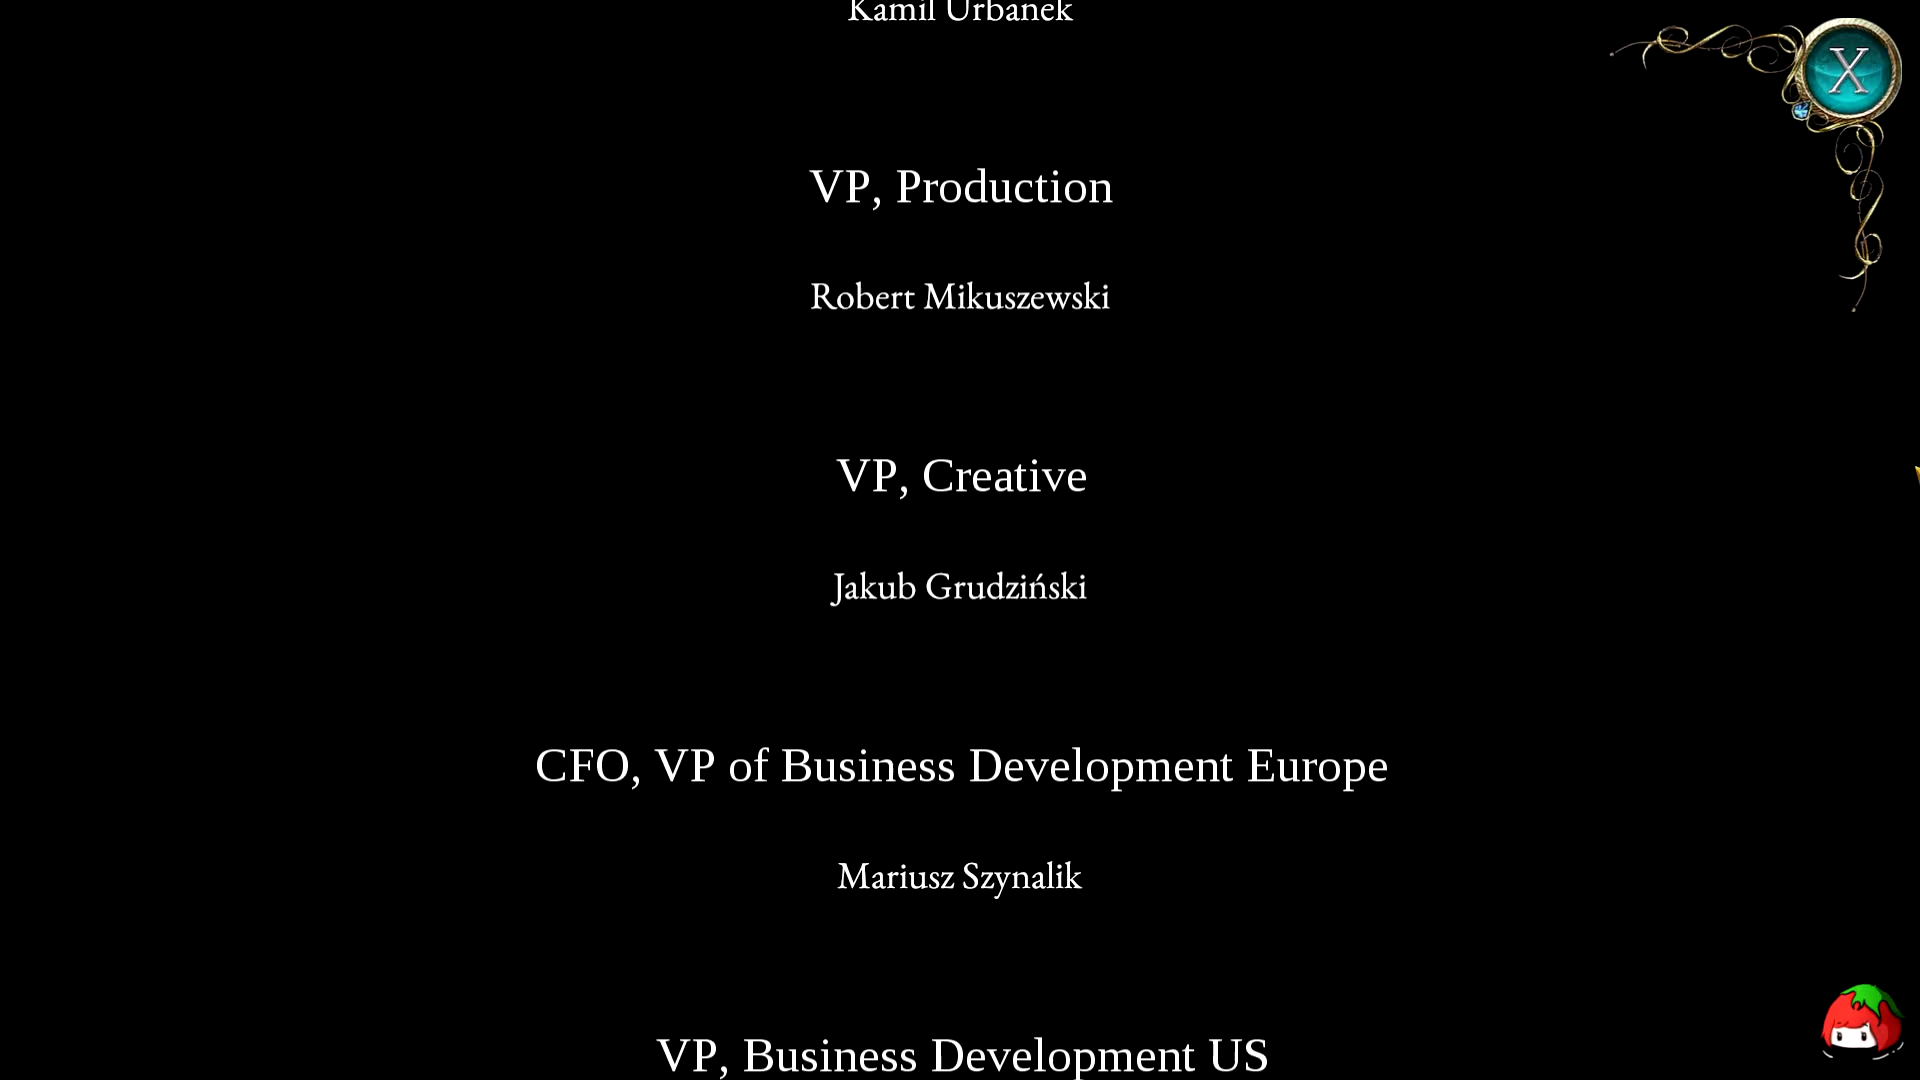 Kamil Urbanek
X
VP, Production
Robert Mikuszewski
VP, Creative
Jakub Grudziński
CFO, VP of Business Development Europe
Mariusz Szynalik
VP, Business Development US